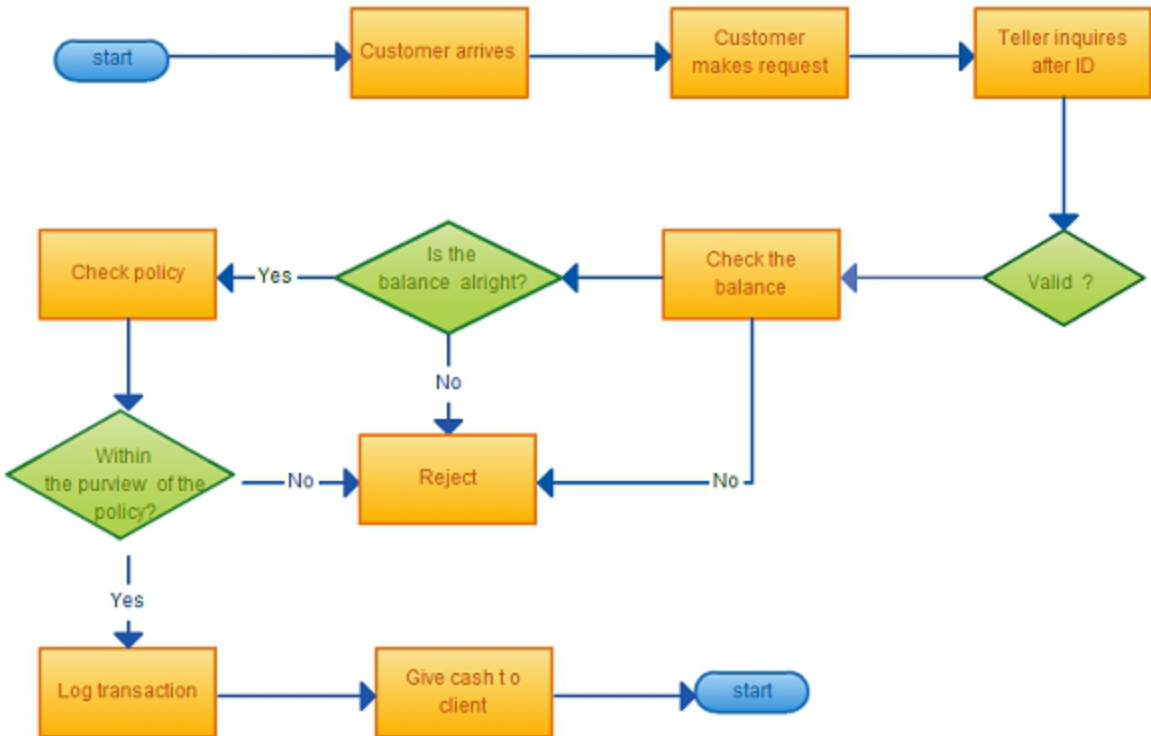 start
Customer arrives
Customer
makes request
Teller inquires
after ID
Valid ?
Check the
balance
Is the
balance alright?
Yes
Check policy
No
Within
the purview of the
policy?
No
Reject
No
Yes
Log transaction
Give cash t o
client
start